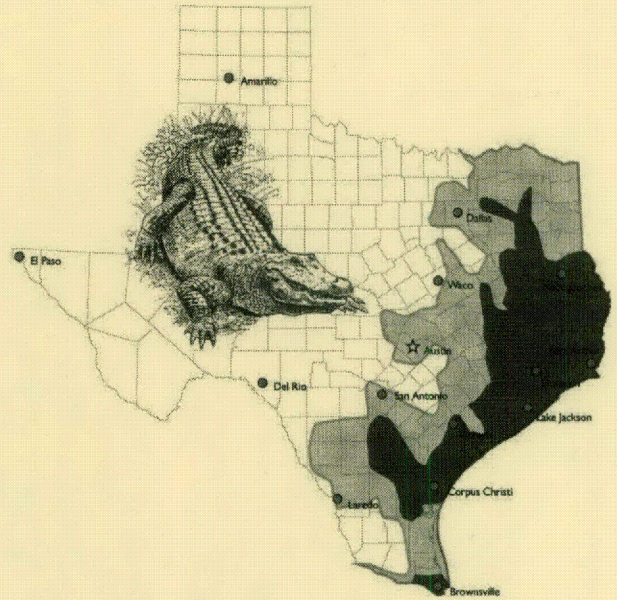 Amarillo
Dallas
El Paso
Waco
Austin
Del Rio
San Antonio
Lake Jackson
Corpus Christi
Laredo
Brownsville